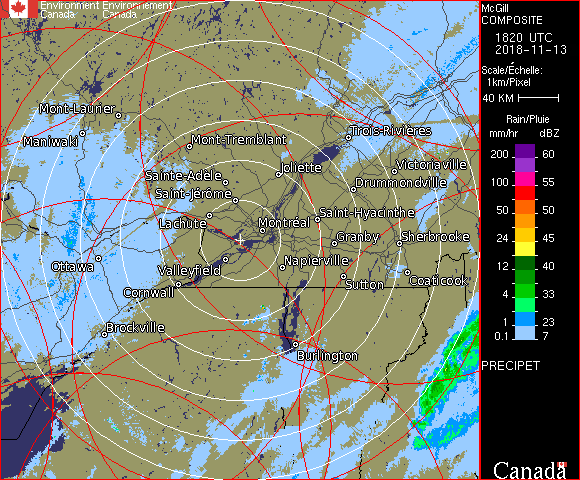 Environment Environnement
Canada Canada
McGill
COMPOSITE
1820 UTC
2018-11-13
Scale/Échelle:
1km/Pixel
40 KM
Rain/Pluie
mm/hr dBZ
200 60
100 55
50 50
24 45
12 40
4 33
1 23
0.1 7
PRECIPET
Canada
Mont-Laurier
Maniwaki
Mont-Tremblant
Trois-Rivières
Sainte-Adèle
Joliette
Victoriaville
Saint-Jérôme
Drummondville
Lachute
Montréal
Saint-Hyacinthe
Granby
Sherbrooke
Ottawa
Valleyfield
Napierville
Cornwall
Sutton
Coaticook
Brockville
Burlington